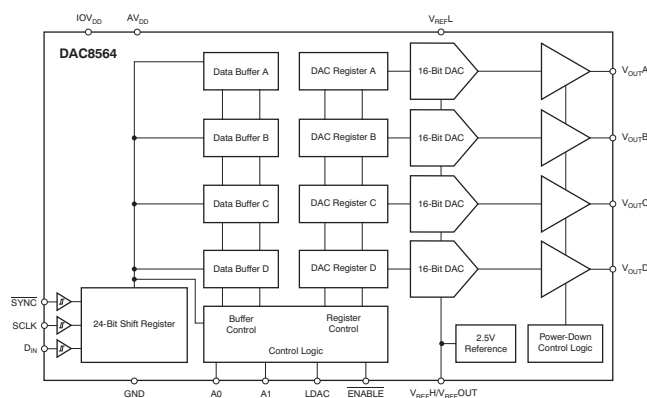 IOVDD AVDD VREFL
DAC8564
Data Buffer A DAC Register A 16-Bit DAC VOUTA
Data Buffer B DAC Register B 16-Bit DAC VOUTB
Data Buffer C DAC Register C 16-Bit DAC VOUTC
Data Buffer D DAC Register D 16-Bit DAC VOUTD
SYNC
SCLK
DIN
24-Bit Shift Register
Buffer
Control
Register
Control
Control Logic
2.5V
Reference
Power-Down
Control Logic
GND A0 A1 LDAC ENABLE VREFH/VREFOUT